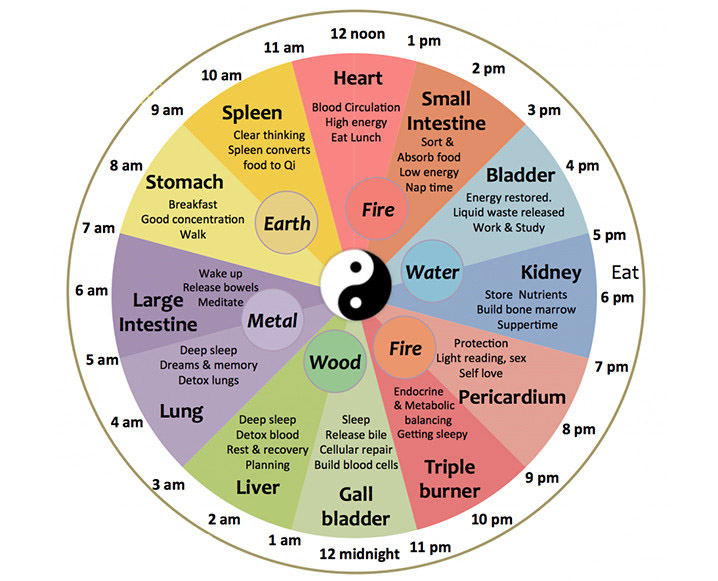 12 noon
1 pm
2 pm
3 pm
4 pm
5 pm
Eat
6 pm
7 pm
8 pm
9 pm
10 pm
11 pm
12 midnight
1 am
2 am
3 am
4 am
5 am
6 am
7 am
8 am
9 am
10 am
11 am
Heart
Blood Circulation
High energy
Eat Lunch
Small
Intestine
Sort &
Absorb food
Low energy
Nap time
Fire
Bladder
Energy restored.
Liquid waste released
Work & Study
Water
Kidney
Store Nutrients
Build bone marrow
Suppertime
Protection
Light reading, sex
Self love
Pericardium
Fire
Endocrine
& Metabolic
balancing
Getting sleepy
Triple
burner
Sleep
Release bile
Cellular repair
Build blood cells
Gall
bladder
Wood
Deep sleep
Detox blood
Rest & recovery
Planning
Liver
Deep sleep
Dreams & memory
Detox lungs
Lung
Metal
Wake up
Release bowels
Meditate
Large
Intestine
Stomach
Breakfast
Good concentration
Walk
Earth
Spleen
Clear thinking
Spleen converts
food to Qi